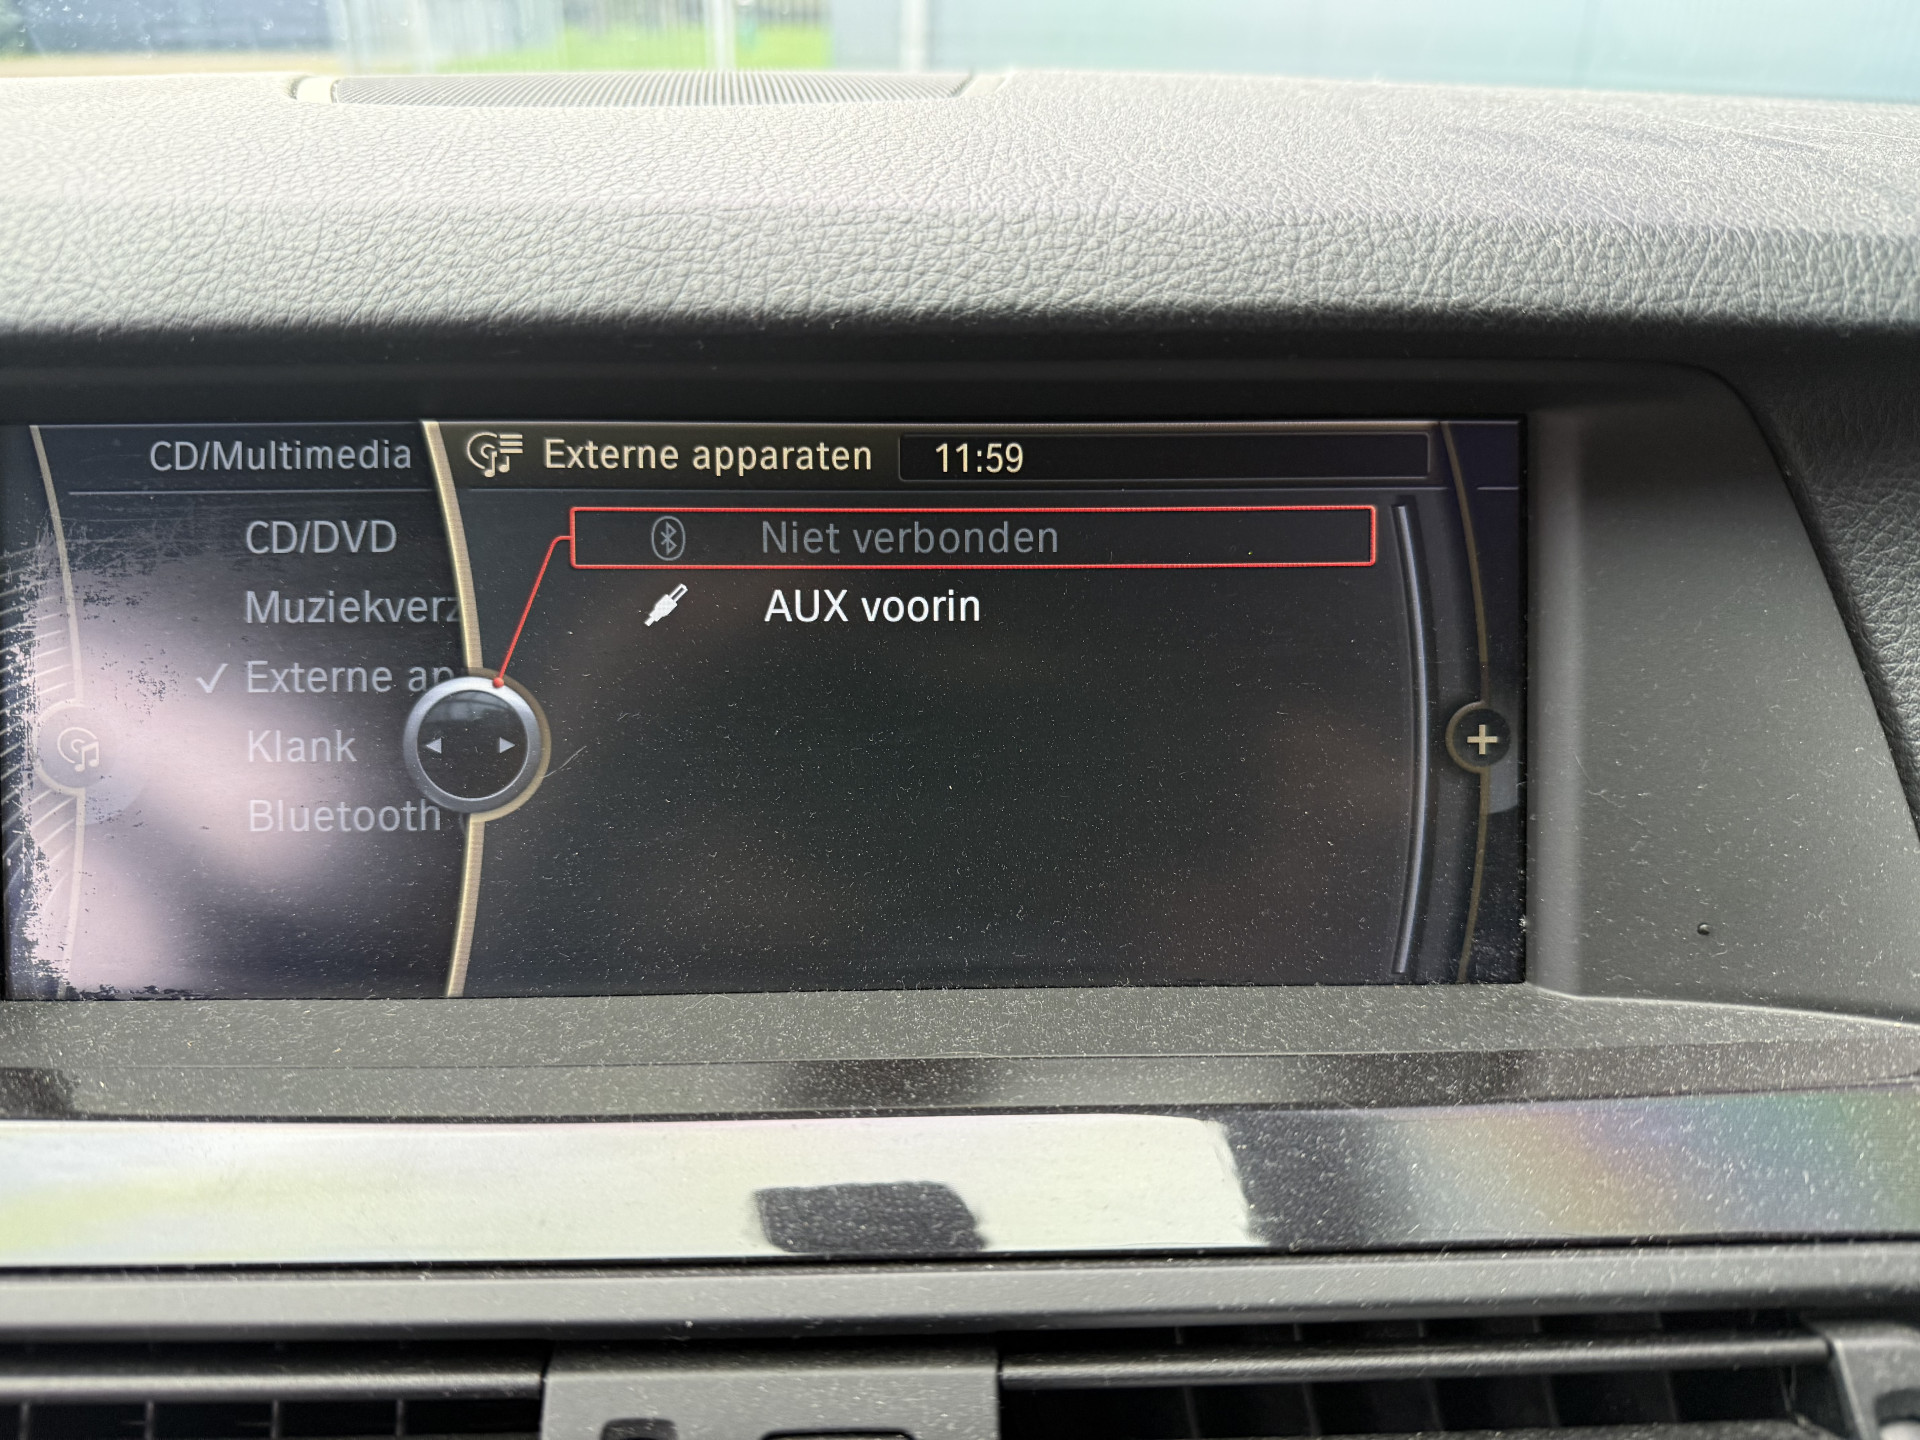 CD/Multimedia
Externe apparaten
11:59
CD/DVD
Muziekverz
✓ Externe ap
Klank
Bluetooth
Niet verbonden
AUX voorin
+